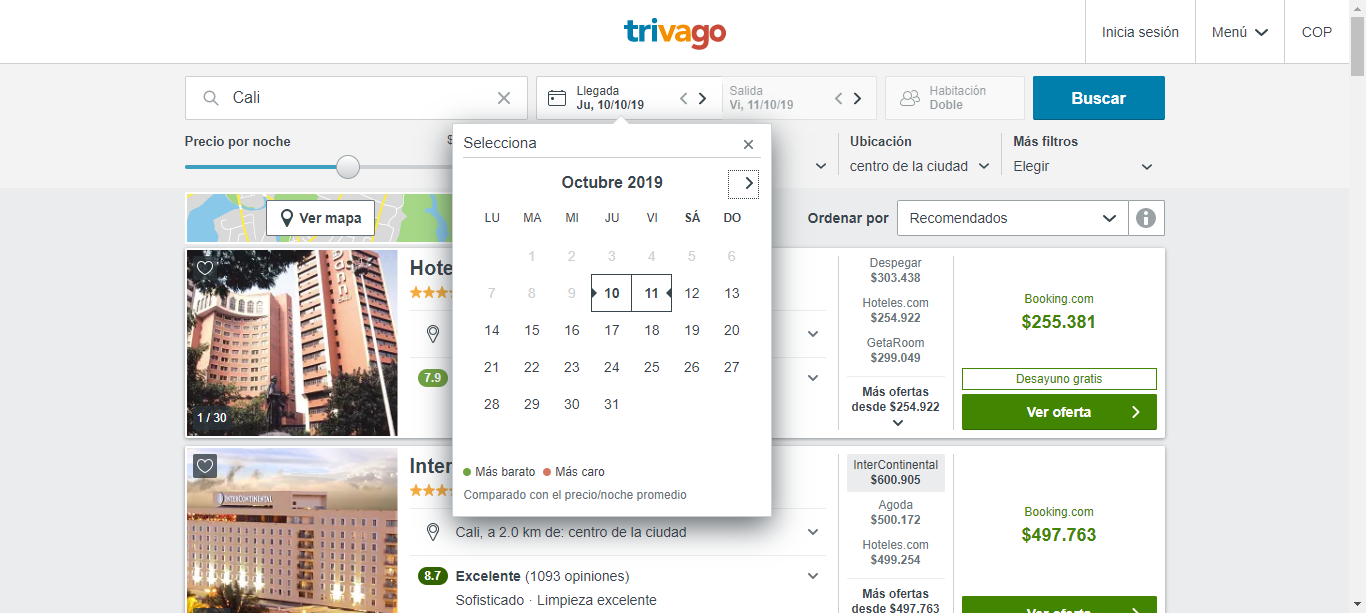 trivago
Inicia sesión
Menú
COP
Cali
Llegada
Ju, 10/10/19
Salida
Vi, 11/10/19
Habitación
Doble
Buscar
Precio por noche
$
Ubicación
centro de la ciudad
Más filtros
Elegir
Selecciona
Octubre 2019
LU MA MI JU VI SÁ DO
1 2 3 4 5 6
7 8 9 10 11 12 13
14 15 16 17 18 19 20
21 22 23 24 25 26 27
28 29 30 31
Más barato Más caro
Comparado con el precio/noche promedio
Ver mapa
Ordenar por
Recomendados
1 / 30
Hote
7.9
Despegar
$303.438
Hoteles.com
$254.922
GetaRoom
$299.049
Más ofertas
desde $254.922
Booking.com
$255.381
Desayuno gratis
Ver oferta
INTERCONTINENTAL
Inter
Cali, a 2.0 km de: centro de la ciudad
8.7 Excelente (1093 opiniones)
Sofisticado · Limpieza excelente
InterContinental
$600.905
Agoda
$500.172
Hoteles.com
$499.254
Más ofertas
desde $497.763
Booking.com
$497.763
Ver oferta